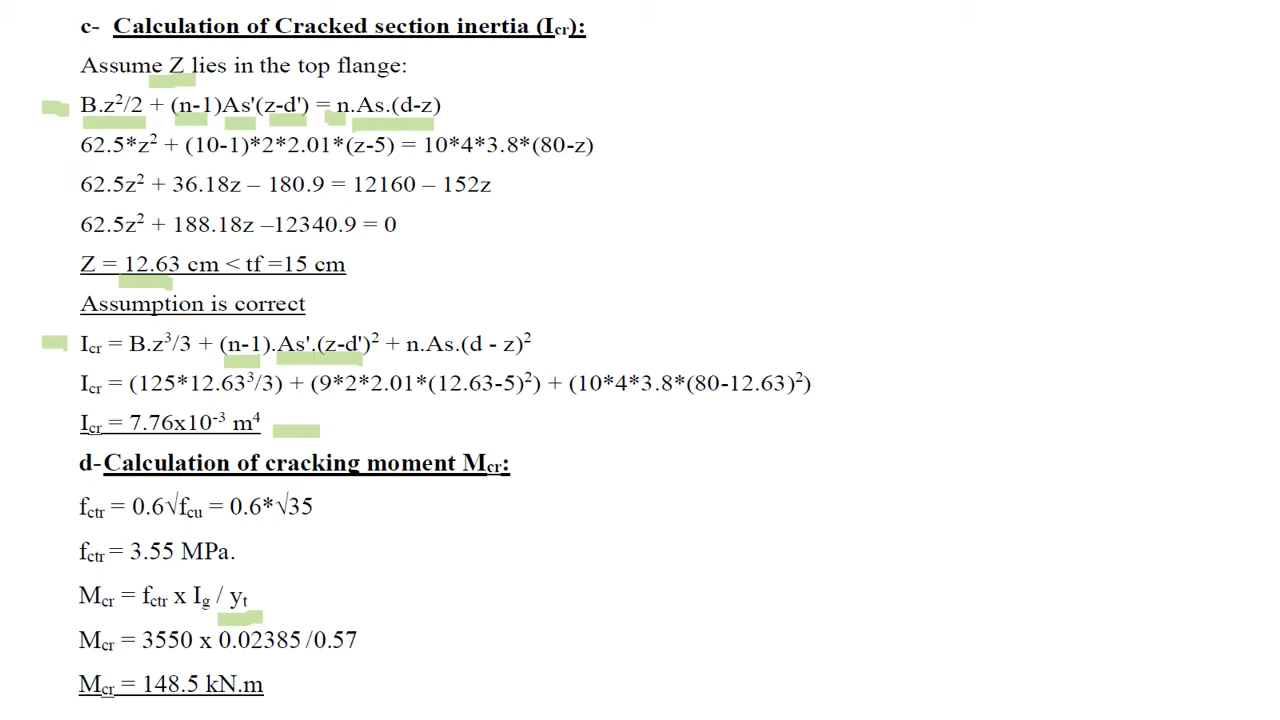 c- Calculation of Cracked section inertia (Icr):
Assume Z lies in the top flange:
B.z²/2 + (n-1)As'(z-d') = n.As.(d-z)
62.5*z² + (10-1)*2*2.01*(z-5) = 10*4*3.8*(80-z)
62.5z² + 36.18z – 180.9 = 12160 – 152z
62.5z² + 188.18z –12340.9 = 0
Z = 12.63 cm < tf =15 cm
Assumption is correct
Icr = B.z³/3 + (n-1).As'.(z-d')² + n.As.(d - z)²
Icr = (125*12.63³/3) + (9*2*2.01*(12.63-5)²) + (10*4*3.8*(80-12.63)²)
Icr = 7.76x10⁻³ m⁴
d-Calculation of cracking moment Mcr:
fctr = 0.6√fcu = 0.6*√35
fctr = 3.55 MPa.
Mcr = fctr x Ig / yt
Mcr = 3550 x 0.02385/0.57
Mcr = 148.5 kN.m